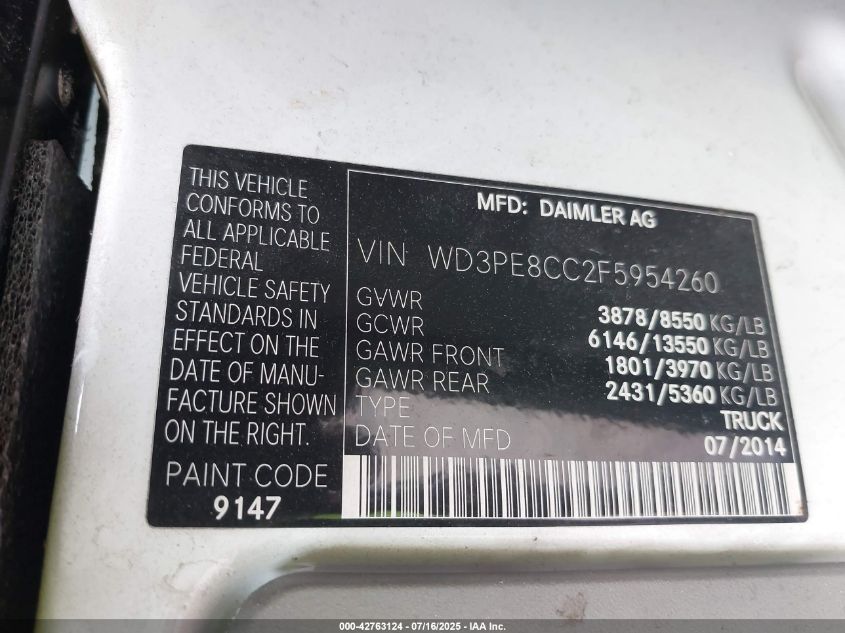 THIS VEHICLE
CONFORMS TO
ALL APPLICABLE
FEDERAL
VEHICLE SAFETY
STANDARDS IN
EFFECT ON THE
DATE OF MANU-
FACTURE SHOWN
ON THE RIGHT.
PAINT CODE
9147
MFD: DAIMLER AG
VIN WD3PE8CC2F5954260
GVWR 3878/8550 KG/LB
GCWR 6146/13550 KG/LB
GAWR FRONT 1801/3970 KG/LB
GAWR REAR 2431/5360 KG/LB
TYPE TRUCK
DATE OF MFD 07/2014
000-42763124 - 07/16/2025 - IAA Inc.